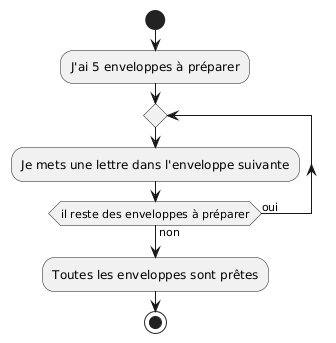 J'ai 5 enveloppes à préparer
Je mets une lettre dans l'enveloppe suivante
il reste des enveloppes à préparer
oui
non
Toutes les enveloppes sont prêtes